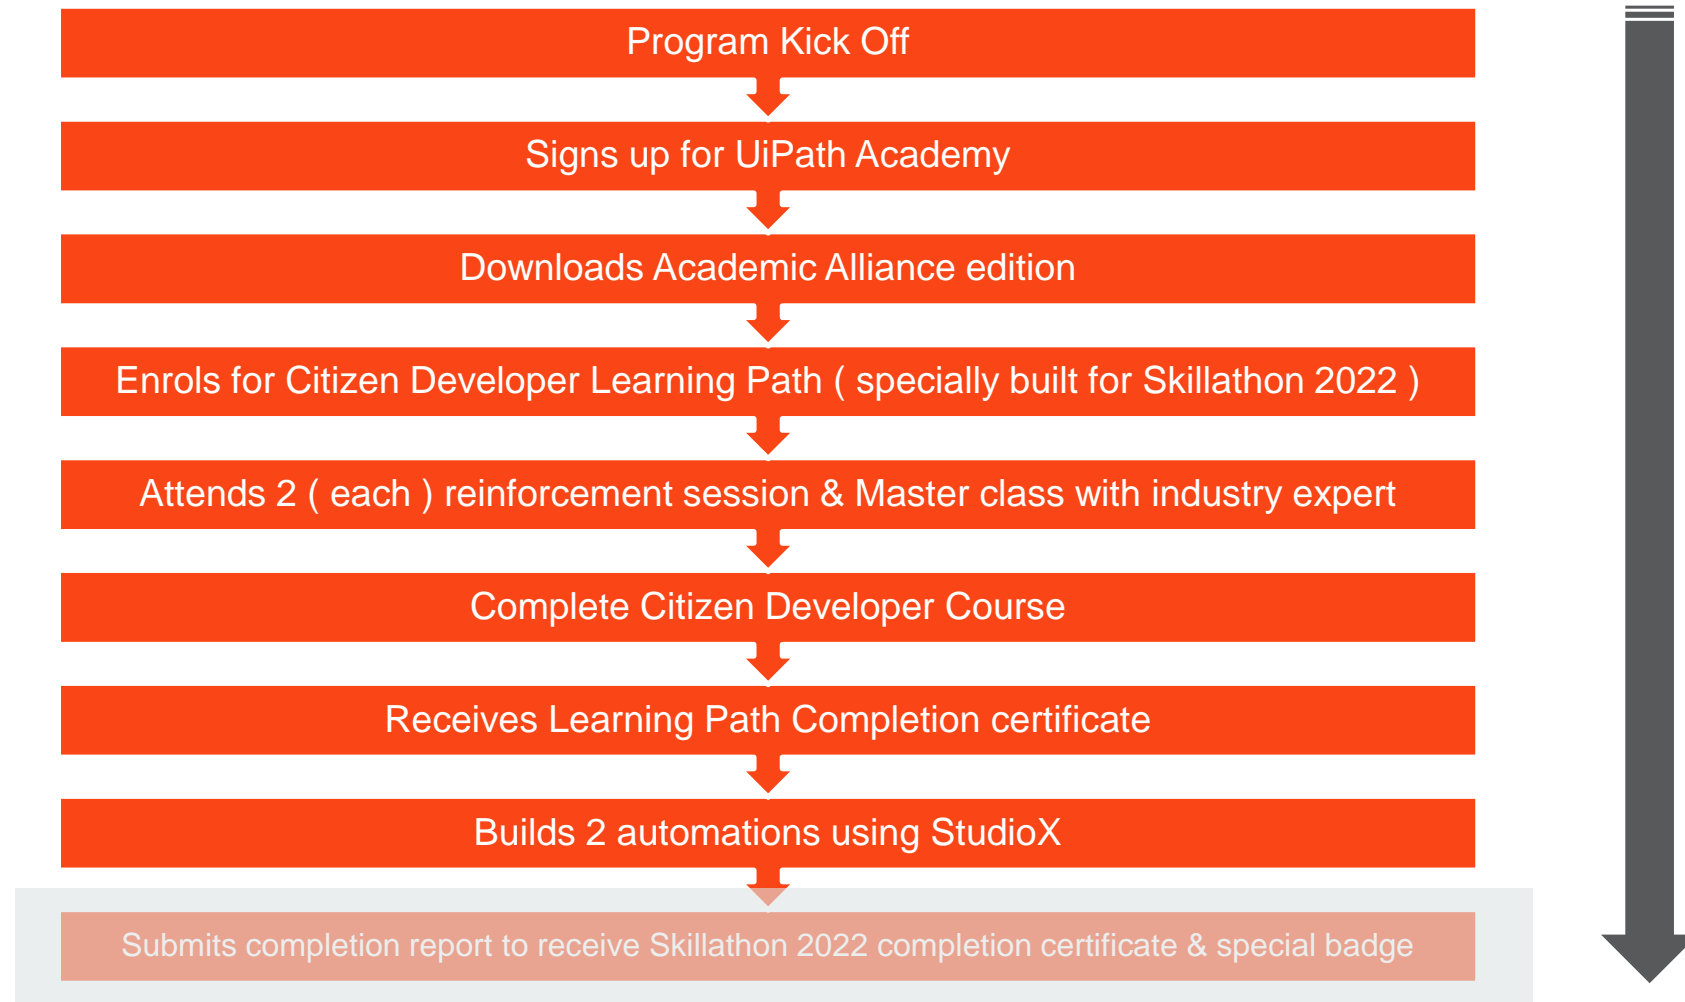 Program Kick Off
Signs up for UiPath Academy
Downloads Academic Alliance edition
Enrols for Citizen Developer Learning Path ( specially built for Skillathon 2022 )
Attends 2 ( each ) reinforcement session & Master class with industry expert
Complete Citizen Developer Course
Receives Learning Path Completion certificate
Builds 2 automations using StudioX
Submits completion report to receive Skillathon 2022 completion certificate & special badge